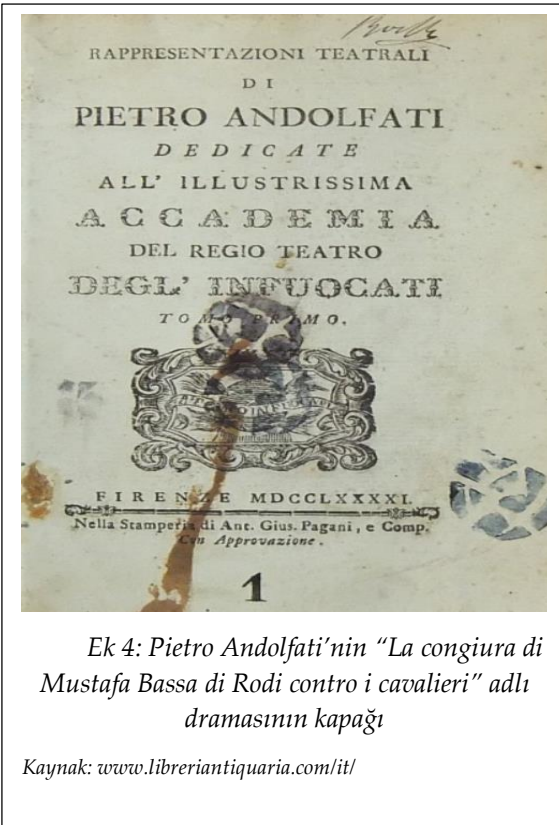 RAPPRESENTAZIONI TEATRALI
DI
PIETRO ANDOLFATI
DEDICATE
ALL' ILLUSTRISSIMA
ACCADEMIA
DEL REGIO TEATRO
DEGL' INFUOCATI
TOMO PRIMO.
FIRENZE MDCCLXXXXI.
Nella Stamperia di Ant. Gius. Pagani, e Comp.
Con Approvazione.
1
Ek 4: Pietro Andolfati’nin “La congiura di
Mustafa Bassa di Rodi contro i cavalieri” adlı
dramasının kapağı
Kaynak: www.libreriantiquaria.com/it/